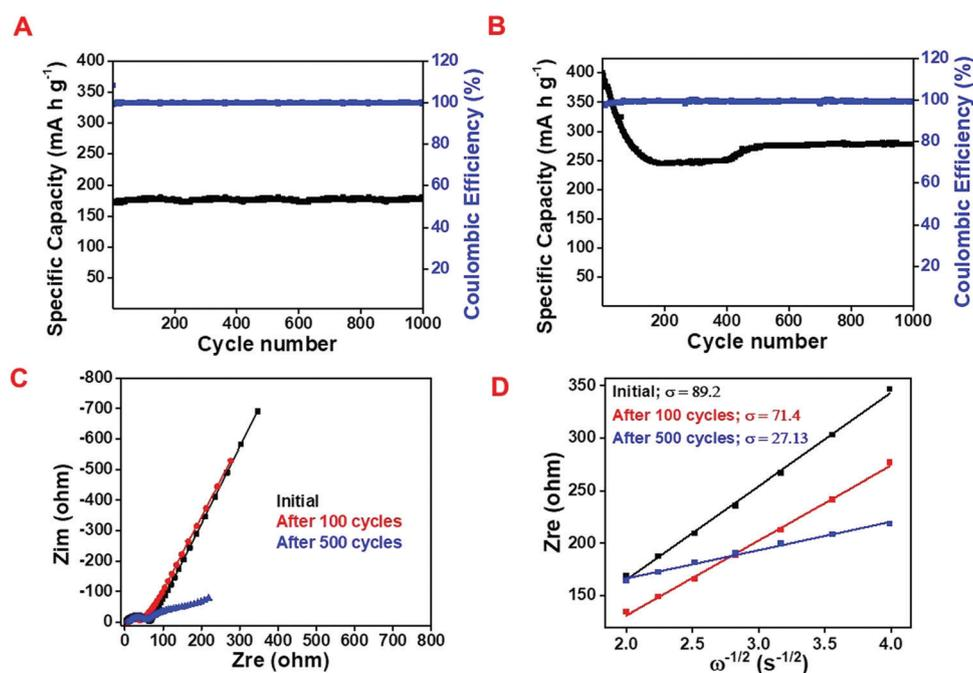 A
Specific Capacity (mA h g⁻¹)
400
350
300
250
200
150
100
50
120
100
80
60
40
20
Coulombic Efficiency (%)
200 400 600 800 1000
Cycle number
B
Specific Capacity (mA h g⁻¹)
400
350
300
250
200
150
100
50
120
100
80
60
40
20
Coulombic Efficiency (%)
200 400 600 800 1000
Cycle number
C
Zim (ohm)
-800
-700
-600
-500
-400
-300
-200
-100
0
Initial
After 100 cycles
After 500 cycles
0 100 200 300 400 500 600 700 800
Zre (ohm)
D
Zre (ohm)
350
300
250
200
150
Initial; σ = 89.2
After 100 cycles; σ = 71.4
After 500 cycles; σ = 27.13
2.0 2.5 3.0 3.5 4.0
ω⁻¹/² (s⁻¹/²)